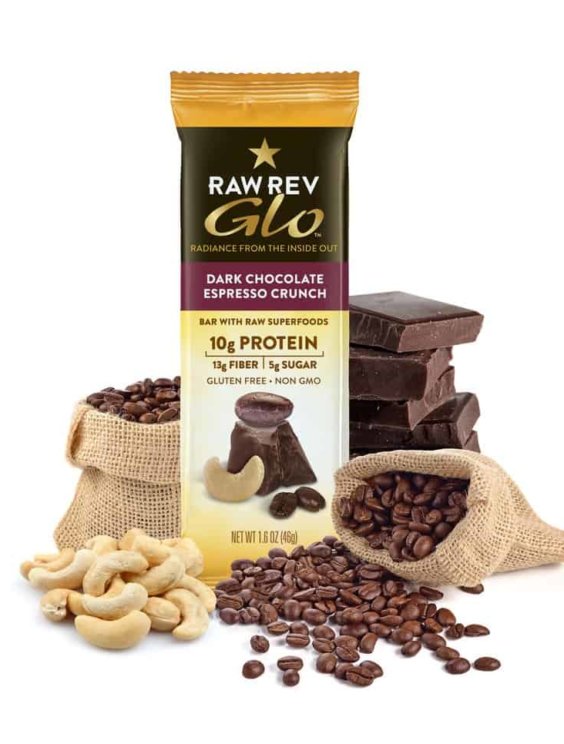 RAW REV
Glo™
RADIANCE FROM THE INSIDE OUT
DARK CHOCOLATE
ESPRESSO CRUNCH
BAR WITH RAW SUPERFOODS
10g PROTEIN
13g FIBER | 5g SUGAR
GLUTEN FREE • NON GMO
NET WT 1.6 OZ (46g)